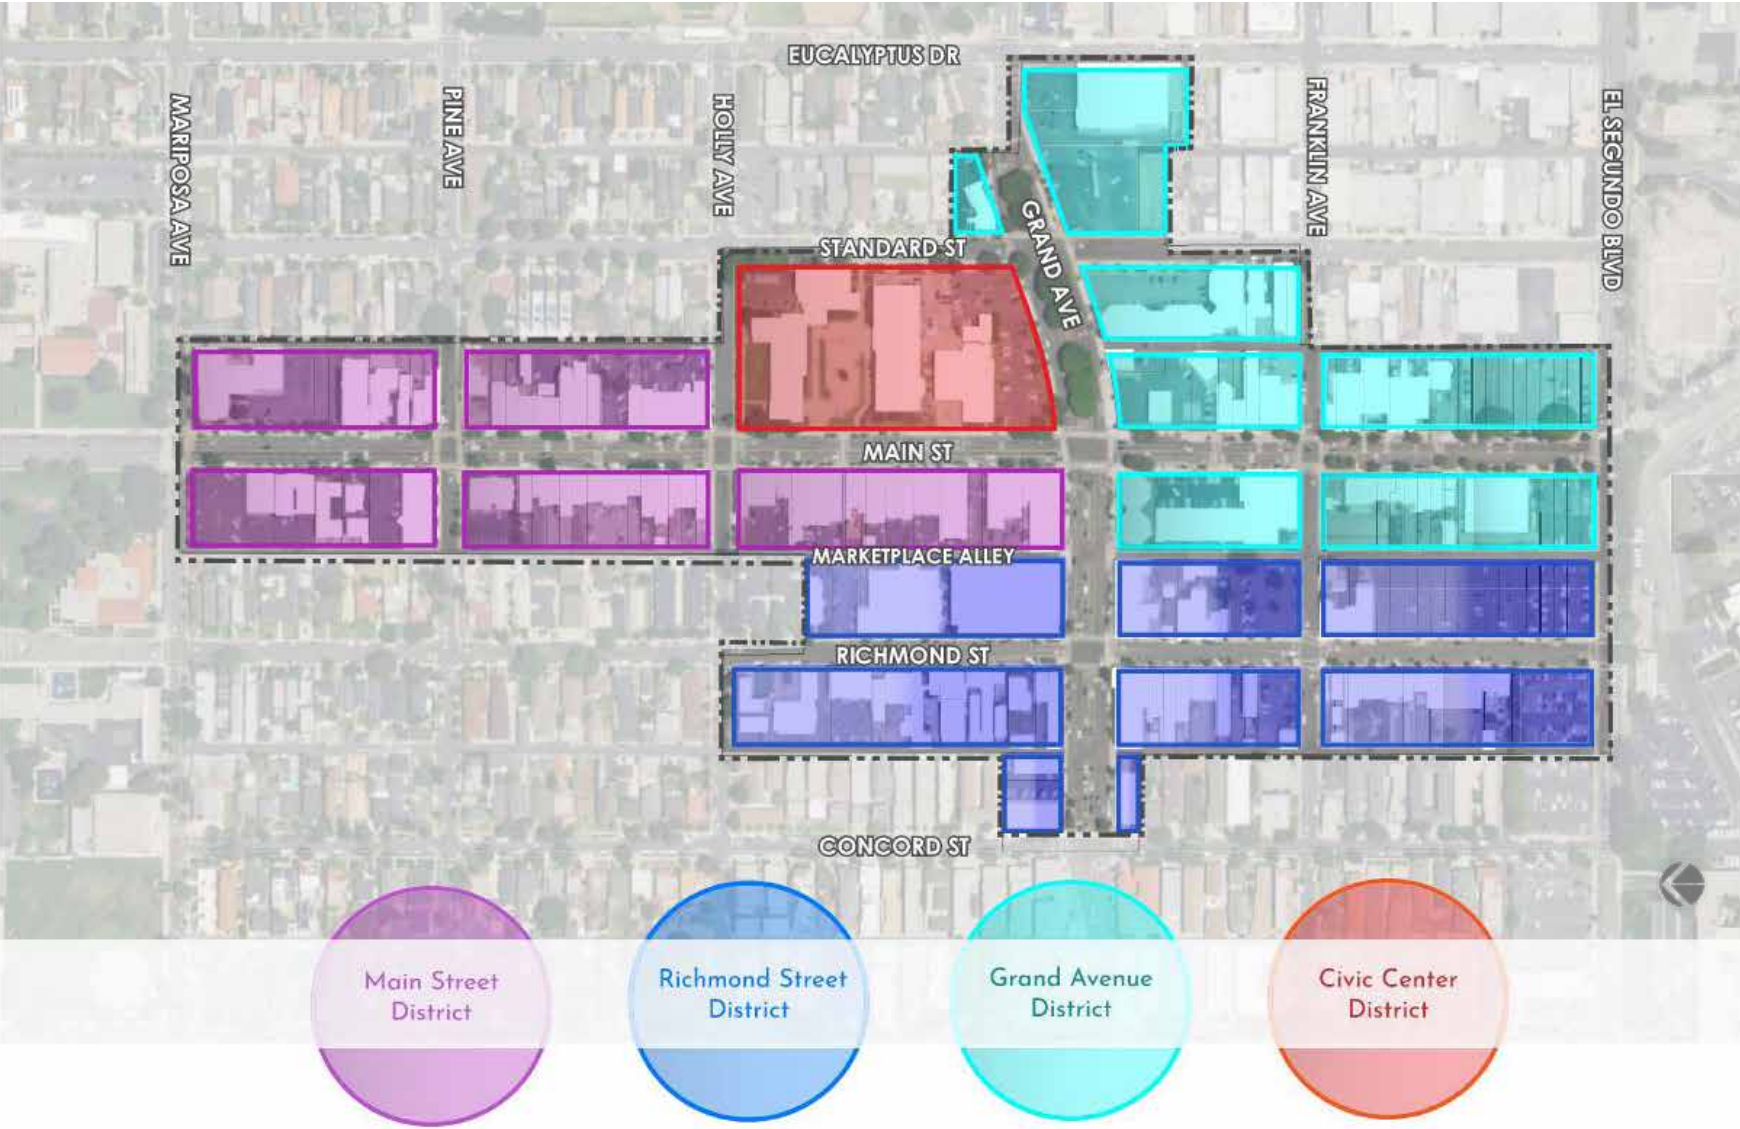 EUCALYPTUS DR
MARIPOSA AVE
PINE AVE
HOLLY AVE
FRANKLIN AVE
EL SEGUNDO BLVD
GRAND AVE
STANDARD ST
MAIN ST
MARKETPLACE ALLEY
RICHMOND ST
CONCORD ST
Main Street
District
Richmond Street
District
Grand Avenue
District
Civic Center
District